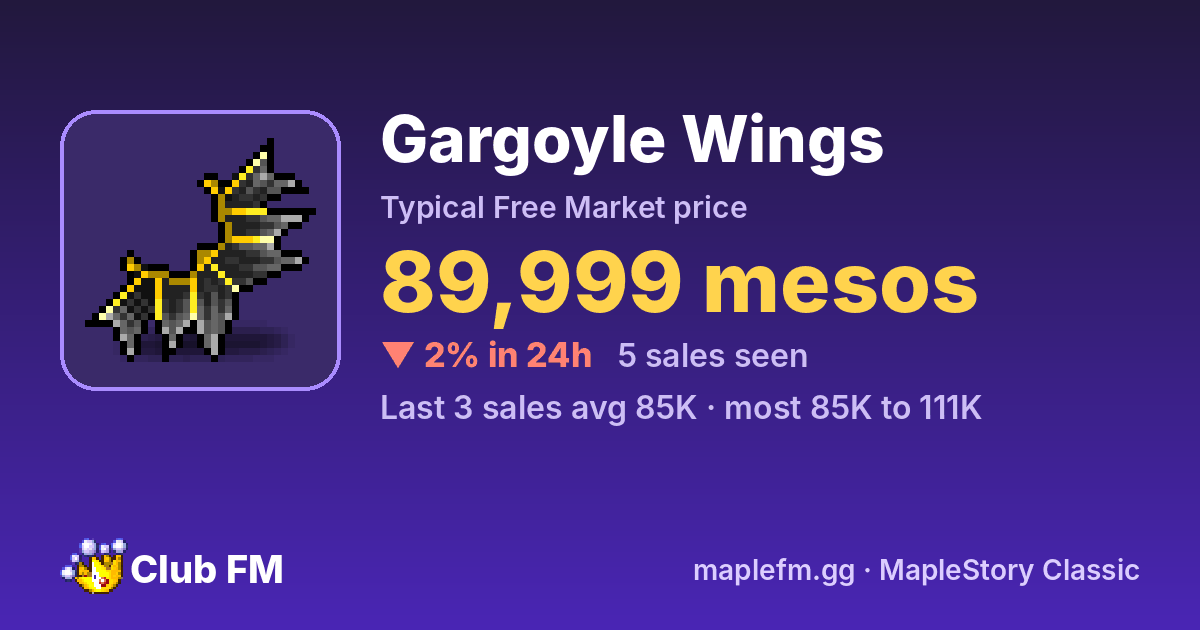 Gargoyle Wings
Typical Free Market price
89,999 mesos
▼ 2% in 24h 5 sales seen
Last 3 sales avg 85K · most 85K to 111K
Club FM
maplefm.gg · MapleStory Classic